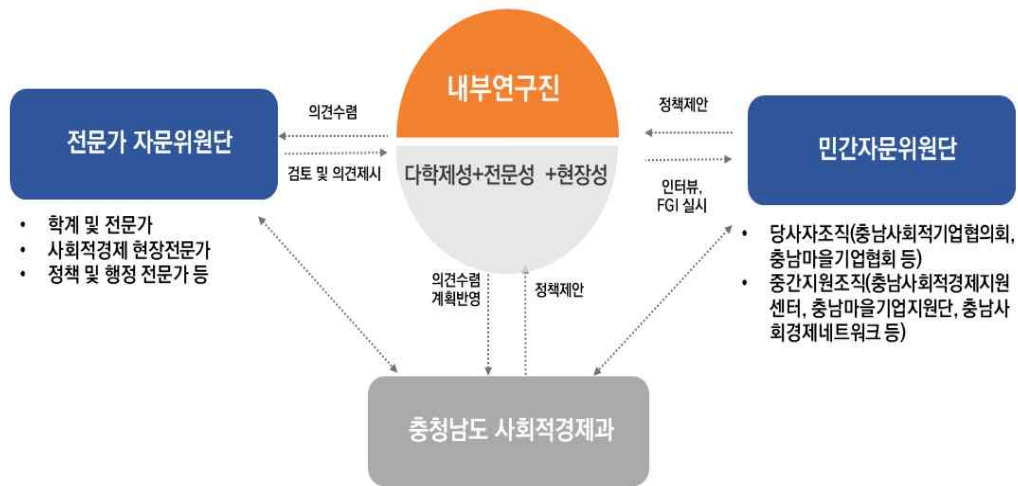 내부연구진
다학제성+전문성 +현장성
전문가 자문위원단
의견수렴
검토 및 의견제시
• 학계 및 전문가
• 사회적경제 현장전문가
• 정책 및 행정 전문가 등
정책제안
인터뷰,
FGI 실시
민간자문위원단
• 당사자조직(충남사회적기업협의회,
충남마을기업협회 등)
• 중간지원조직(충남사회적경제지원
센터, 충남마을기업지원단, 충남사
회경제네트워크 등)
의견수렴
계획반영
정책제안
충청남도 사회적경제과